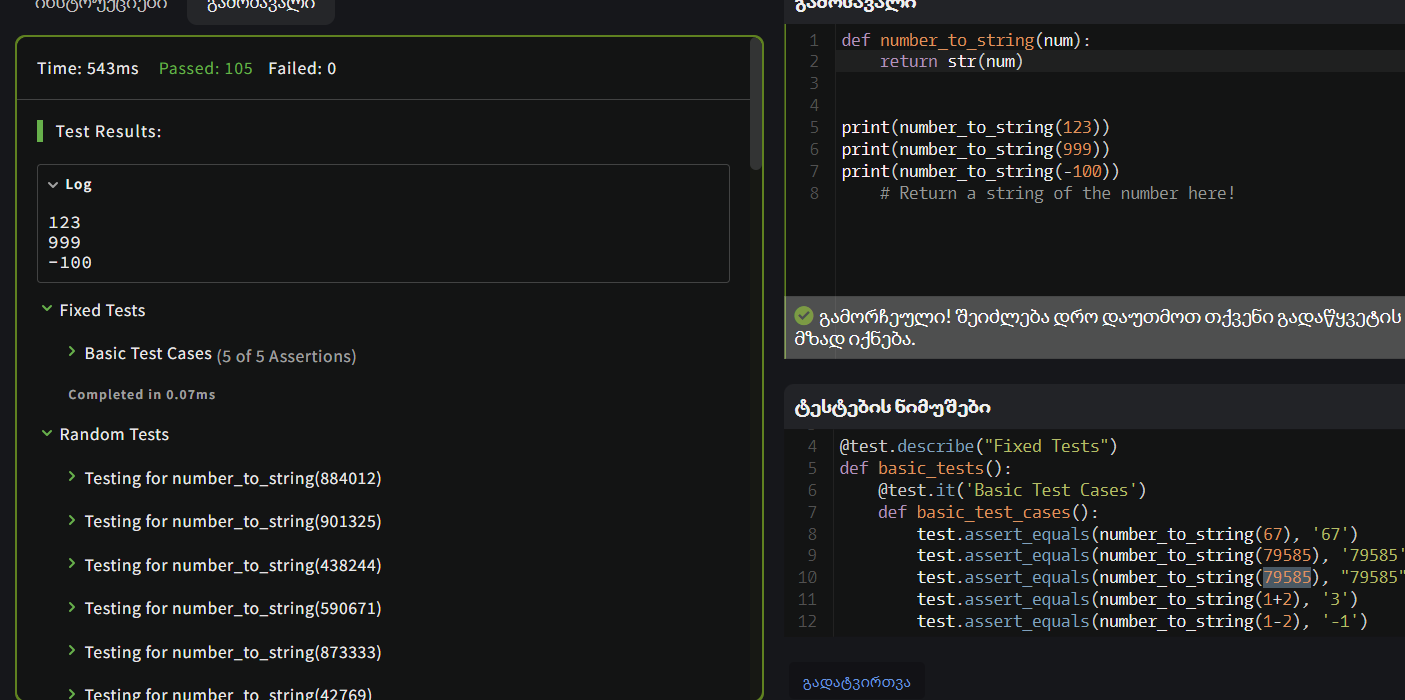 ინსტრუქციები
გამომავალი
Time: 543ms Passed: 105 Failed: 0
Test Results:
Log
123
999
-100
Fixed Tests
Basic Test Cases (5 of 5 Assertions)
Completed in 0.07ms
Random Tests
Testing for number_to_string(884012)
Testing for number_to_string(901325)
Testing for number_to_string(438244)
Testing for number_to_string(590671)
Testing for number_to_string(873333)
Testing for number_to_string(42769)
გამოსავალი
1 def number_to_string(num):
2 return str(num)
3
4
5 print(number_to_string(123))
6 print(number_to_string(999))
7 print(number_to_string(-100))
8 # Return a string of the number here!
გამორჩეული! შეიძლება დრო დაუთმოთ თქვენი გადაწყვეტის
მზად იქნება.
ტესტების ნიმუშები
4 @test.describe("Fixed Tests")
5 def basic_tests():
6 @test.it('Basic Test Cases')
7 def basic_test_cases():
8 test.assert_equals(number_to_string(67), '67')
9 test.assert_equals(number_to_string(79585), '79585'
10 test.assert_equals(number_to_string(79585), "79585"
11 test.assert_equals(number_to_string(1+2), '3')
12 test.assert_equals(number_to_string(1-2), '-1')
გადატვირთვა